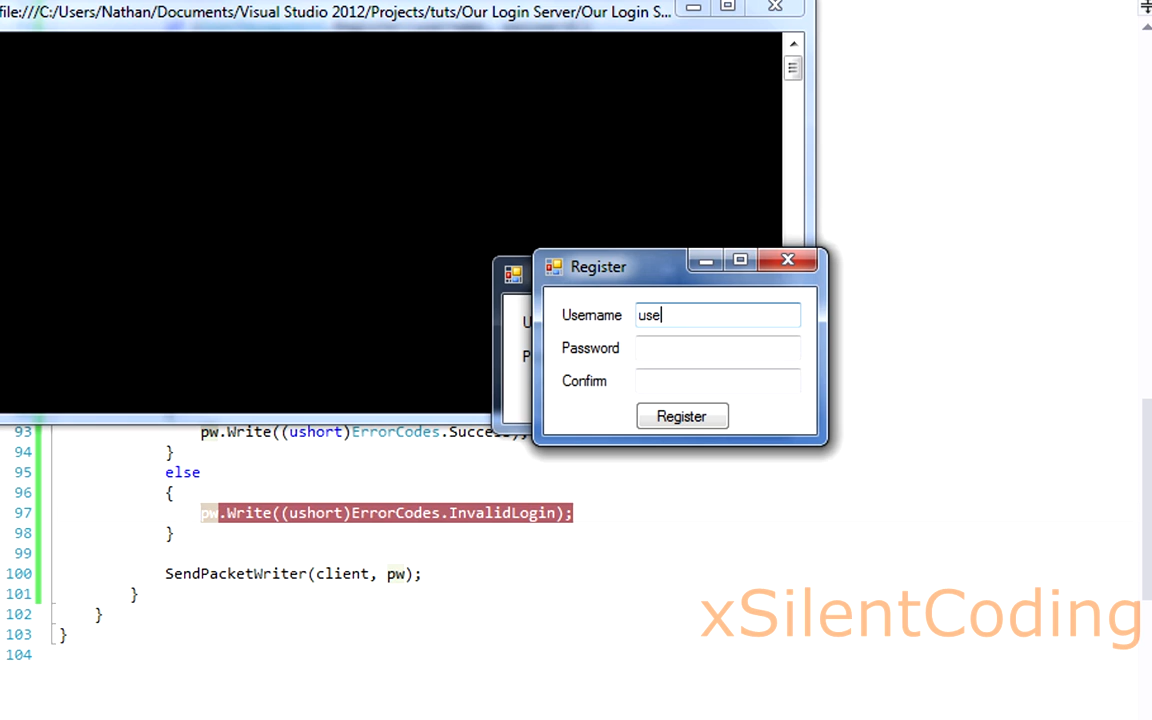 file:///C:/Users/Nathan/Documents/Visual Studio 2012/Projects/tuts/Our Login Server/Our Login S...
Register
Username use
Password
Confirm
Register
U
P
93 pw.Write((ushort)ErrorCodes.Success);
94 }
95 else
96 {
97 pw.Write((ushort)ErrorCodes.InvalidLogin);
98 }
99
100 SendPacketWriter(client, pw);
101 }
102 }
103 }
104
xSilentCoding